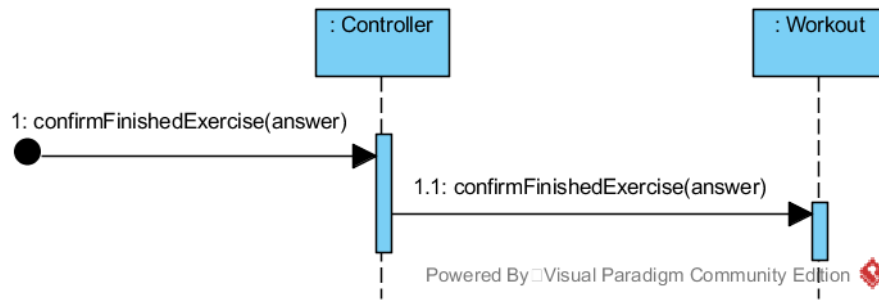 : Controller
: Workout
1: confirmFinishedExercise(answer)
1.1: confirmFinishedExercise(answer)
Powered By □Visual Paradigm Community Edition